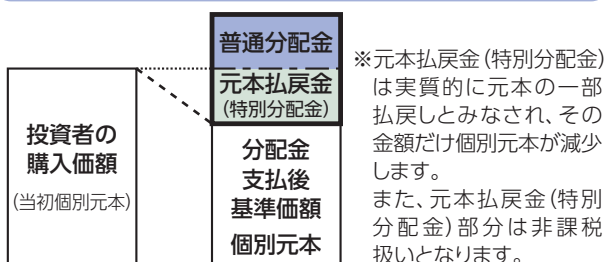 普通分配金
元本払戻金
(特別分配金)
投資者の
購入価額
(当初個別元本)
分配金
支払後
基準価額
個別元本
※元本払戻金(特別分配金)
は実質的に元本の一部
払戻しとみなされ、その
金額だけ個別元本が減少
します。
また、元本払戻金(特別
分配金)部分は非課税
扱いとなります。